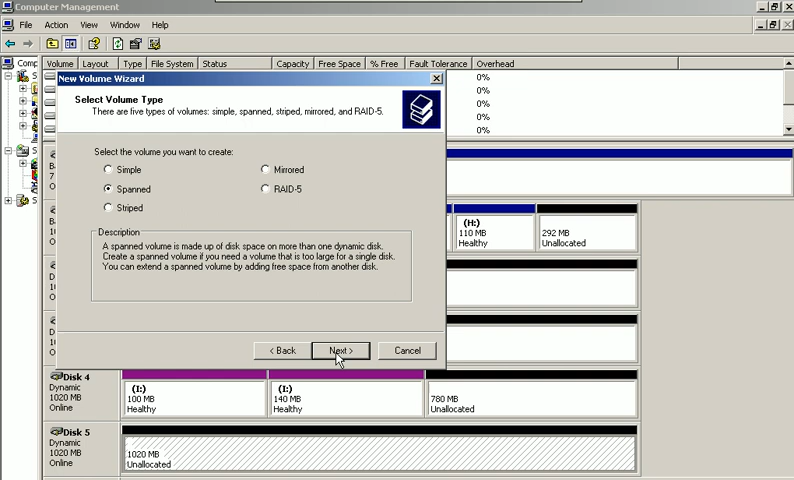 Computer Management
File Action View Window Help
Comp
Volume Layout Type File System Status Capacity Free Space % Free Fault Tolerance Overhead
0%
0%
0%
0%
0%
New Volume Wizard
Select Volume Type
There are five types of volumes: simple, spanned, striped, mirrored, and RAID-5.
Select the volume you want to create:
Simple
Mirrored
Spanned
RAID-5
Striped
Description
A spanned volume is made up of disk space on more than one dynamic disk.
Create a spanned volume if you need a volume that is too large for a single disk.
You can extend a spanned volume by adding free space from another disk.
< Back
Next >
Cancel
(H:)
110 MB
Healthy
292 MB
Unallocated
Disk 4
Dynamic
1020 MB
Online
(I:)
100 MB
Healthy
(I:)
140 MB
Healthy
780 MB
Unallocated
Disk 5
Dynamic
1020 MB
Online
1020 MB
Unallocated